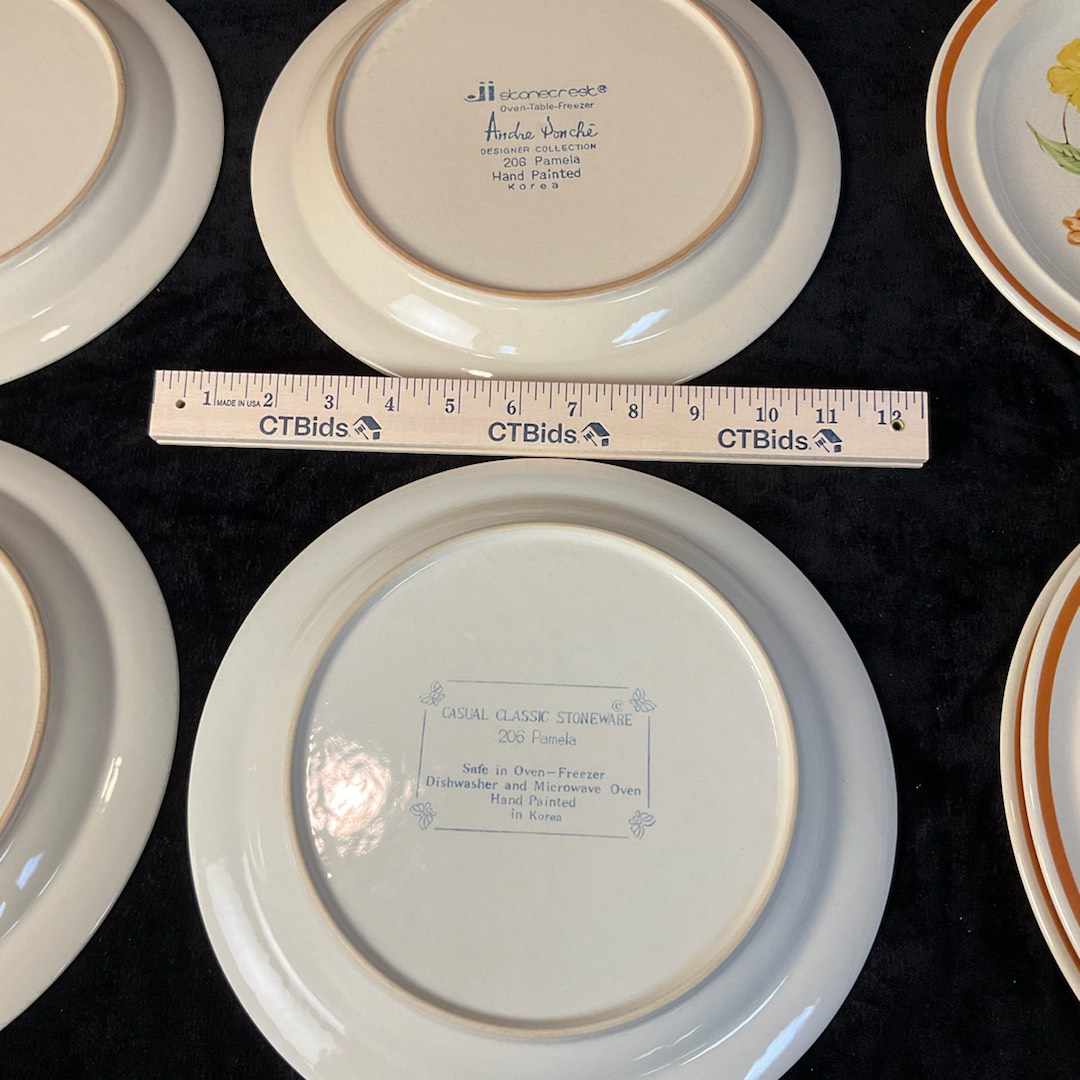 ji stonecrest®
Oven-Table-Freezer
Andre Ponché
DESIGNER COLLECTION
206 Pamela
Hand Painted
Korea
1 MADE IN USA 2 3 4 5 6 7 8 9 10 11 12
CTBids CTBids CTBids
©
CASUAL CLASSIC STONEWARE
206 Pamela
Safe in Oven-Freezer
Dishwasher and Microwave Oven
Hand Painted
in Korea